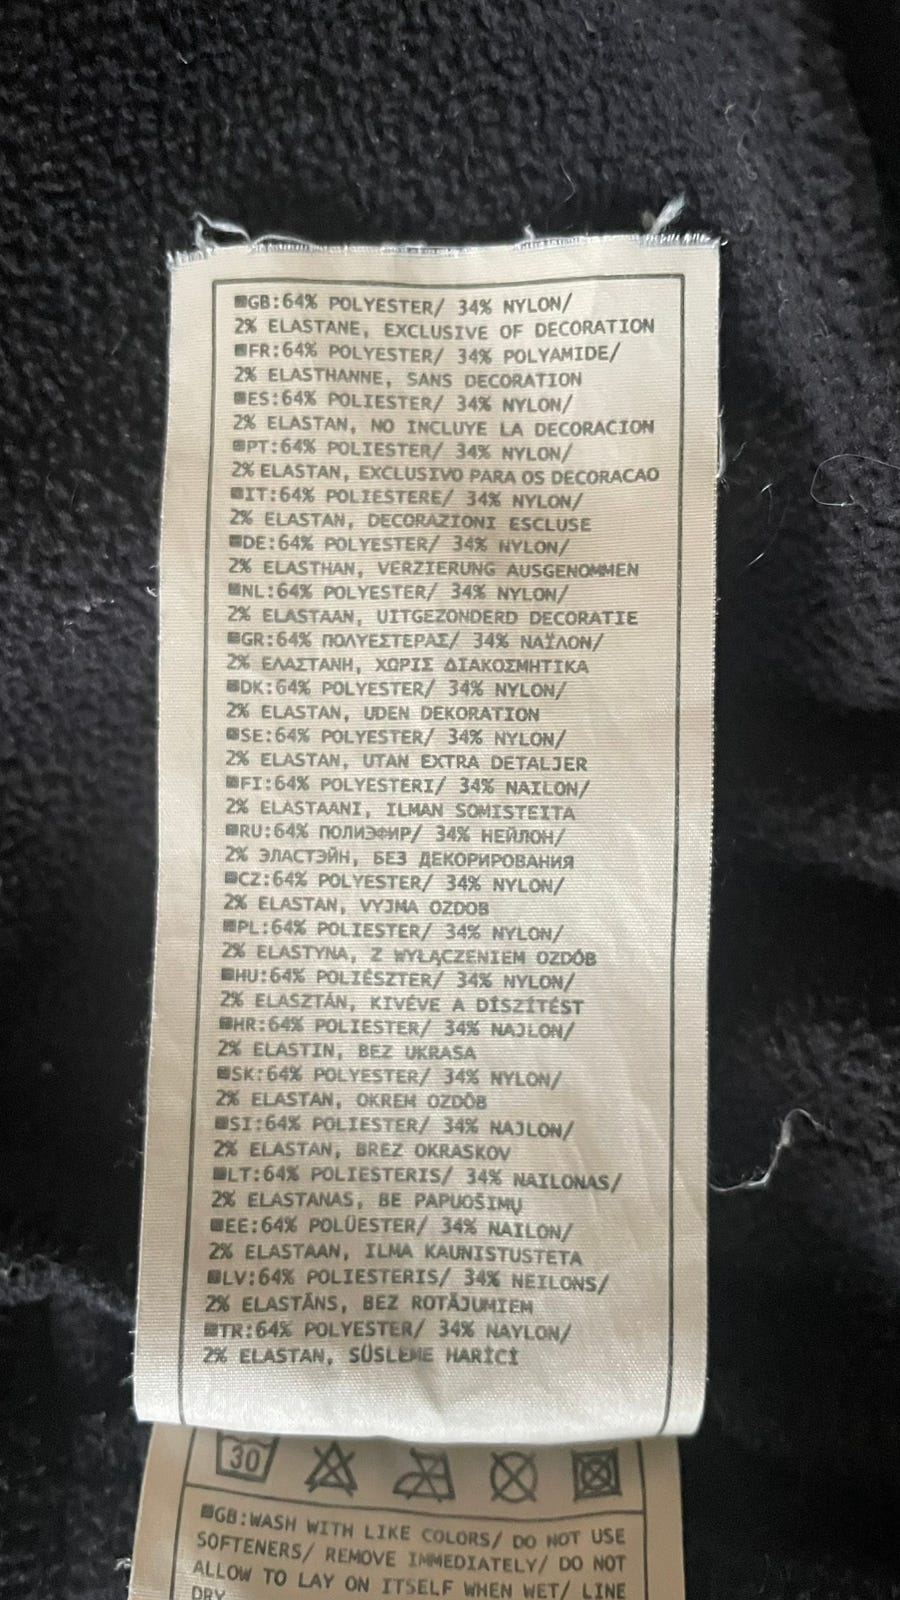 GB:64% POLYESTER/ 34% NYLON/
2% ELASTANE, EXCLUSIVE OF DECORATION
FR:64% POLYESTER/ 34% POLYAMIDE/
2% ELASTHANNE, SANS DECORATION
ES:64% POLIESTER/ 34% NYLON/
2% ELASTAN, NO INCLUYE LA DECORACION
PT:64% POLIESTER/ 34% NYLON/
2% ELASTAN, EXCLUSIVO PARA OS DECORACAO
IT:64% POLIESTERE/ 34% NYLON/
2% ELASTAN, DECORAZIONI ESCLUSE
DE:64% POLYESTER/ 34% NYLON/
2% ELASTHAN, VERZIERUNG AUSGENOMMEN
NL:64% POLYESTER/ 34% NYLON/
2% ELASTAAN, UITGEZONDERD DECORATIE
GR:64% ΠΟΛΥΕΣΤΕΡΑΣ/ 34% ΝΑΪΛΟΝ/
2% ΕΛΑΣΤΑΝΗ, ΧΩΡΙΣ ΔΙΑΚΟΣΜΗΤΙΚΑ
DK:64% POLYESTER/ 34% NYLON/
2% ELASTAN, UDEN DEKORATION
SE:64% POLYESTER/ 34% NYLON/
2% ELASTAN, UTAN EXTRA DETALJER
FI:64% POLYESTERI/ 34% NAILON/
2% ELASTAANI, ILMAN SOMISTEITA
RU:64% ПОЛИЭФИР/ 34% НЕЙЛОН/
2% ЭЛАСТЭЙН, БЕЗ ДЕКОРИРОВАНИЯ
CZ:64% POLYESTER/ 34% NYLON/
2% ELASTAN, VYJMA OZDOB
PL:64% POLIESTER/ 34% NYLON/
2% ELASTYNA, Z WYŁĄCZENIEM OZDÓB
HU:64% POLIÉSZTER/ 34% NYLON/
2% ELASZTÁN, KIVÉVE A DÍSZÍTÉST
HR:64% POLIESTER/ 34% NAJLON/
2% ELASTIN, BEZ UKRASA
SK:64% POLYESTER/ 34% NYLON/
2% ELASTAN, OKREM OZDÔB
SI:64% POLIESTER/ 34% NAJLON/
2% ELASTAN, BREZ OKRASKOV
LT:64% POLIESTERIS/ 34% NAILONAS/
2% ELASTANAS, BE PAPUOŠIMŲ
EE:64% POLÜESTER/ 34% NAILON/
2% ELASTAAN, ILMA KAUNISTUSTETA
LV:64% POLIESTERIS/ 34% NEILONS/
2% ELASTĀNS, BEZ ROTĀJUMIEM
TR:64% POLYESTER/ 34% NAYLON/
2% ELASTAN, SÜSLEME HARİCİ
30
GB:WASH WITH LIKE COLORS/ DO NOT USE
SOFTENERS/ REMOVE IMMEDIATELY/ DO NOT
ALLOW TO LAY ON ITSELF WHEN WET/ LINE
DRY